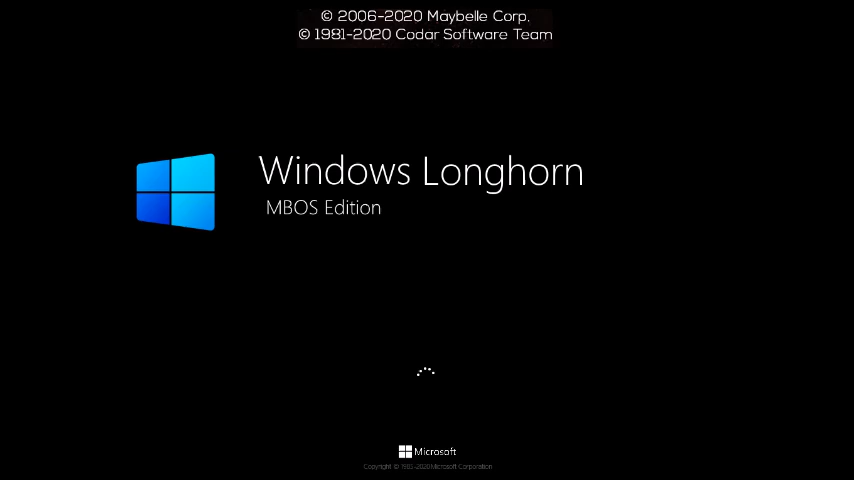 © 2006-2020 Maybelle Corp.
© 1981-2020 Codar Software Team
Windows Longhorn
MBOS Edition
Microsoft
Copyright © 1981-2020 Microsoft Corporation